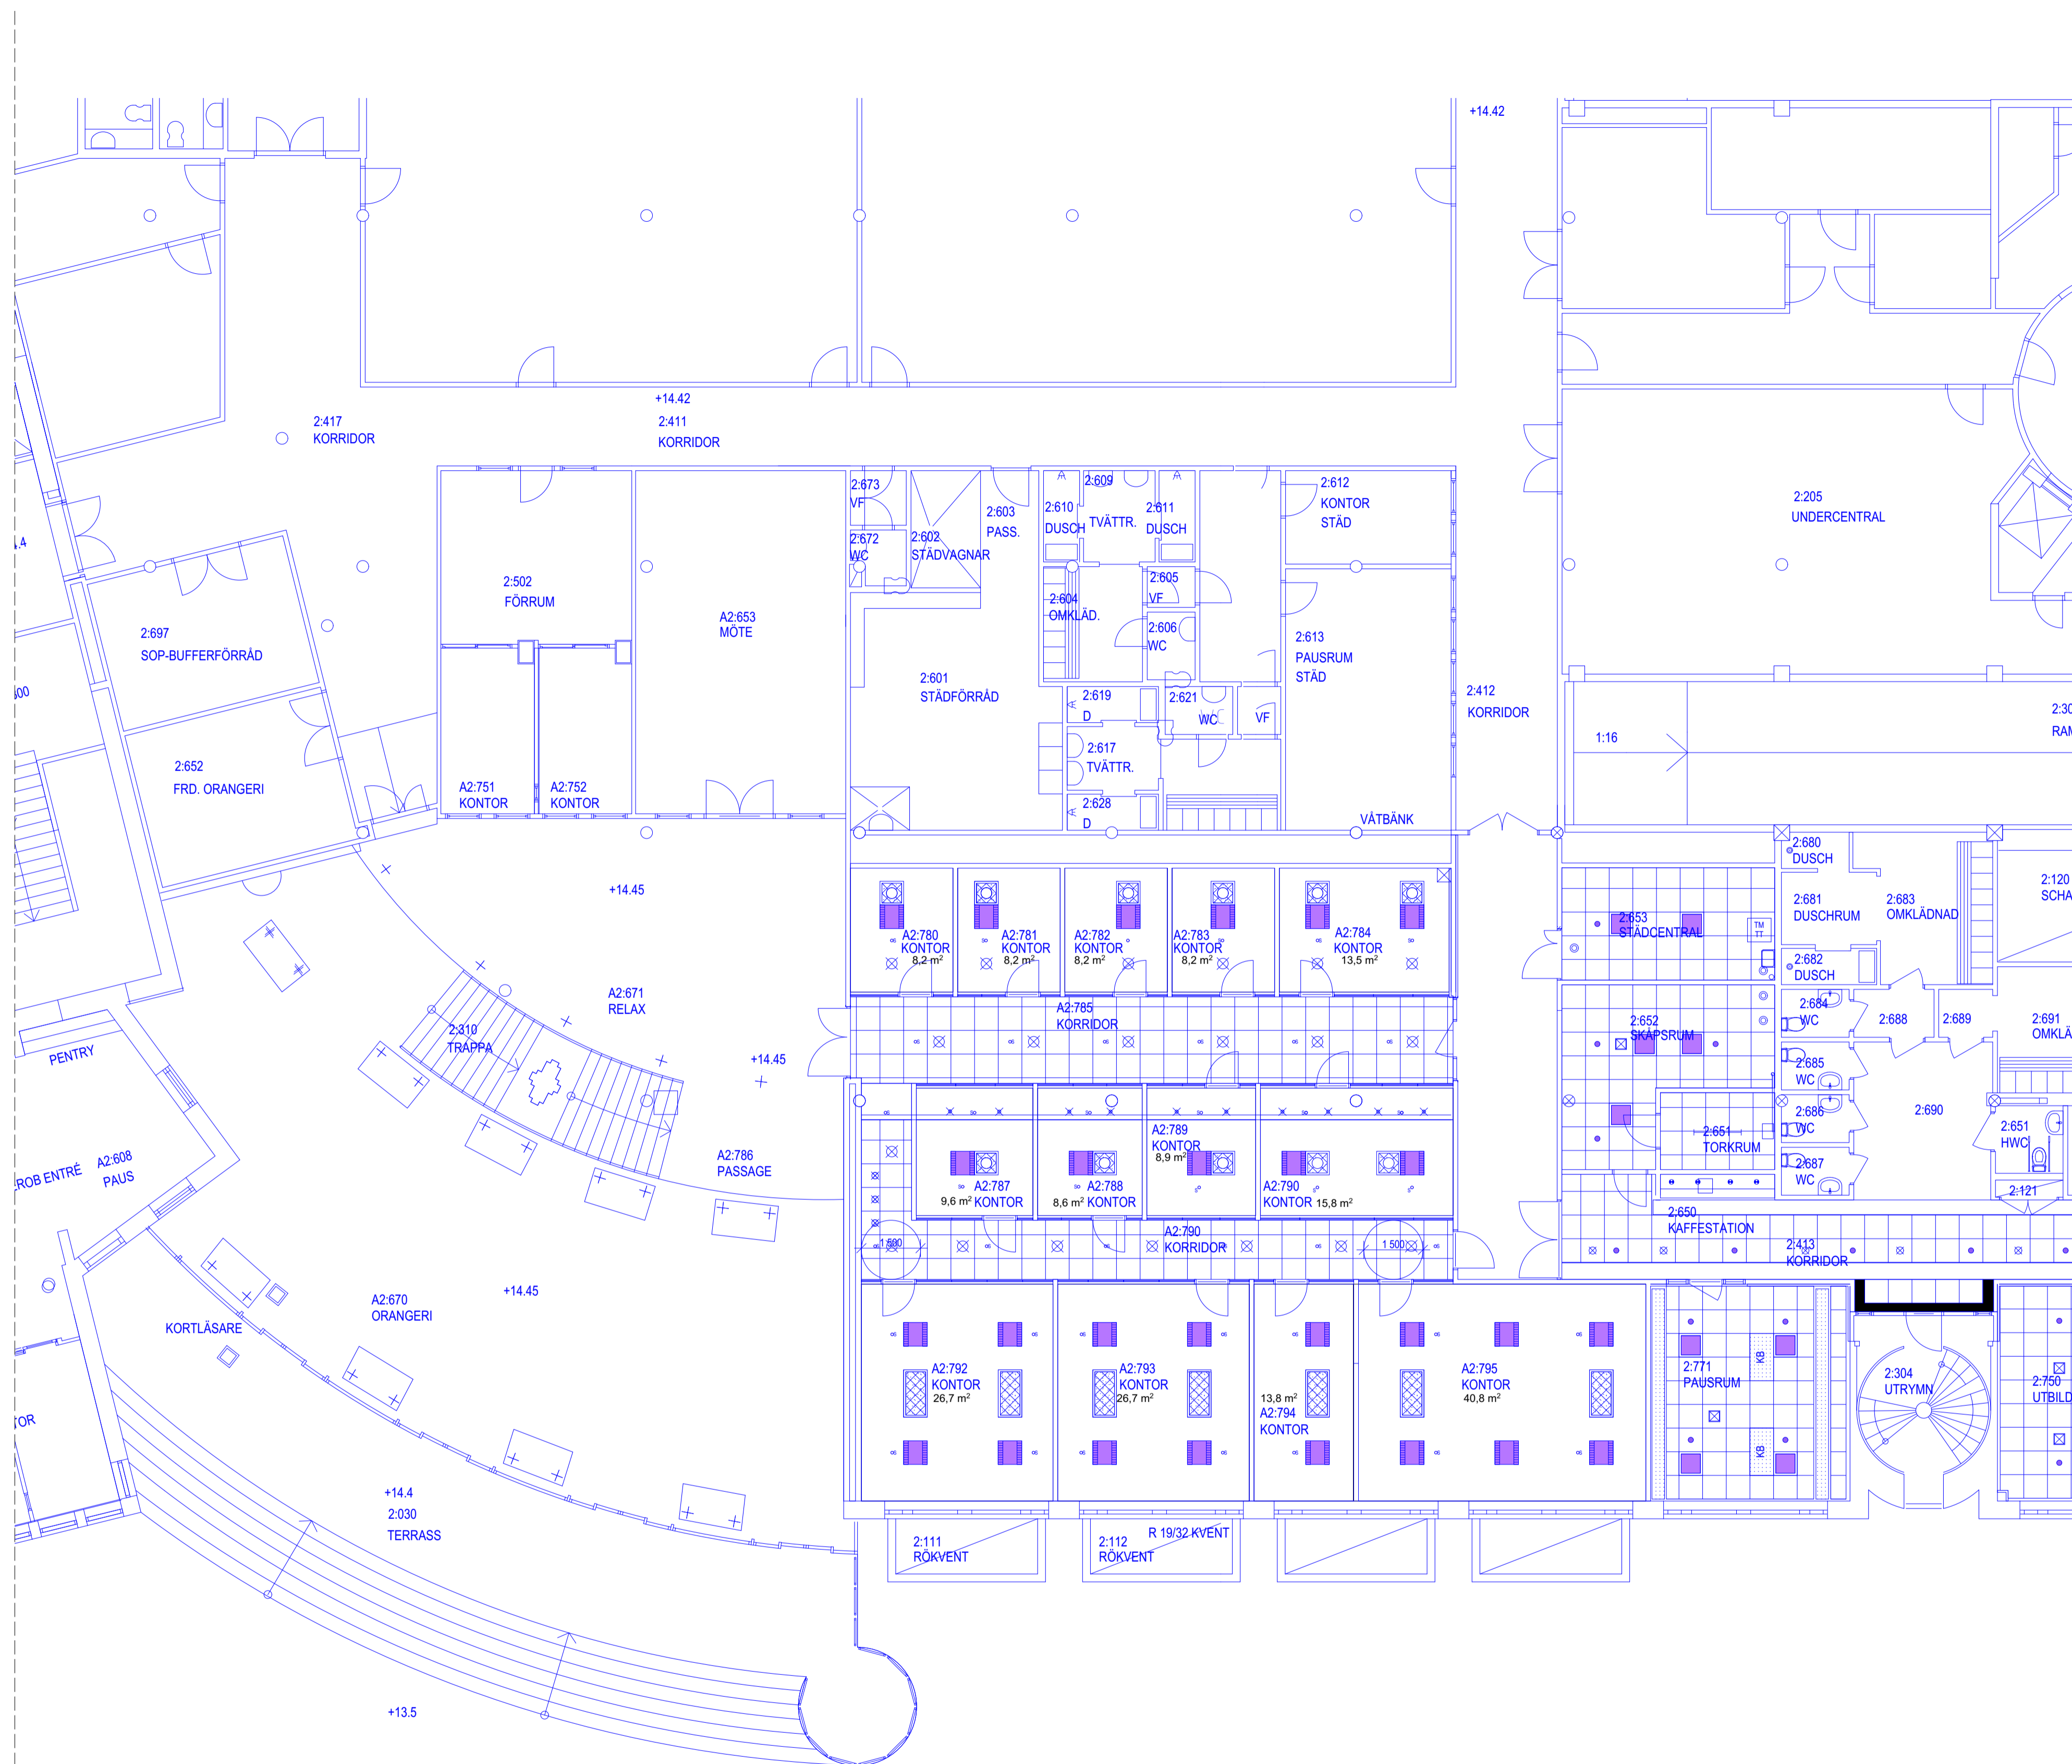 +14.42
+14.42
2:417
KORRIDOR
2:411
KORRIDOR
2:673
VF
2:672
WC
2:602
STÄDVAGNAR
2:603
PASS.
2:610
DUSCH
2:609
TVÄTTR.
2:611
DUSCH
2:612
KONTOR
STÄD
2:205
UNDERCENTRAL
2:502
FÖRRUM
A2:653
MÖTE
2:604
OMKLÄD.
2:605
VF
2:606
WC
2:613
PAUSRUM
STÄD
2:697
SOP-BUFFERFÖRRÅD
2:601
STÄDFÖRRÅD
2:619
D
2:621
WC
VF
2:412
KORRIDOR
1:16
2:617
TVÄTTR.
2:652
FRD. ORANGERI
A2:751
KONTOR
A2:752
KONTOR
2:628
D
VÅTBÄNK
+14.45
A2:780
KONTOR
8,2 m²
A2:781
KONTOR
8,2 m²
A2:782
KONTOR
8,2 m²
A2:783
KONTOR
8,2 m²
A2:784
KONTOR
13,5 m²
2:653
STÄDCENTRAL
TM
TT
2:680
DUSCH
2:681
DUSCHRUM
2:683
OMKLÄDNAD
2:120
2:682
DUSCH
A2:671
RELAX
2:310
TRAPPA
+14.45
A2:785
KORRIDOR
2:652
SKÅPSRUM
2:684
WC
2:688
2:689
2:691
2:685
WC
2:686
WC
2:687
WC
2:690
2:651
HWC
2:651
TORKRUM
2:121
PENTRY
A2:608
PAUS
A2:786
PASSAGE
A2:787
KONTOR
9,6 m²
A2:788
KONTOR
8,6 m²
A2:789
KONTOR
8,9 m²
A2:790
KONTOR
15,8 m²
A2:790
KORRIDOR
1 500
1 500
2:650
KAFFESTATION
2:413
KORRIDOR
+14.45
A2:670
ORANGERI
KORTLÄSARE
A2:792
KONTOR
26,7 m²
A2:793
KONTOR
26,7 m²
13,8 m²
A2:794
KONTOR
A2:795
KONTOR
40,8 m²
2:771
PAUSRUM
KB
KB
2:304
UTRYMN
2:750
+14.4
2:030
TERRASS
2:111
RÖKVENT
2:112
RÖKVENT
R 19/32 KVENT
+13.5